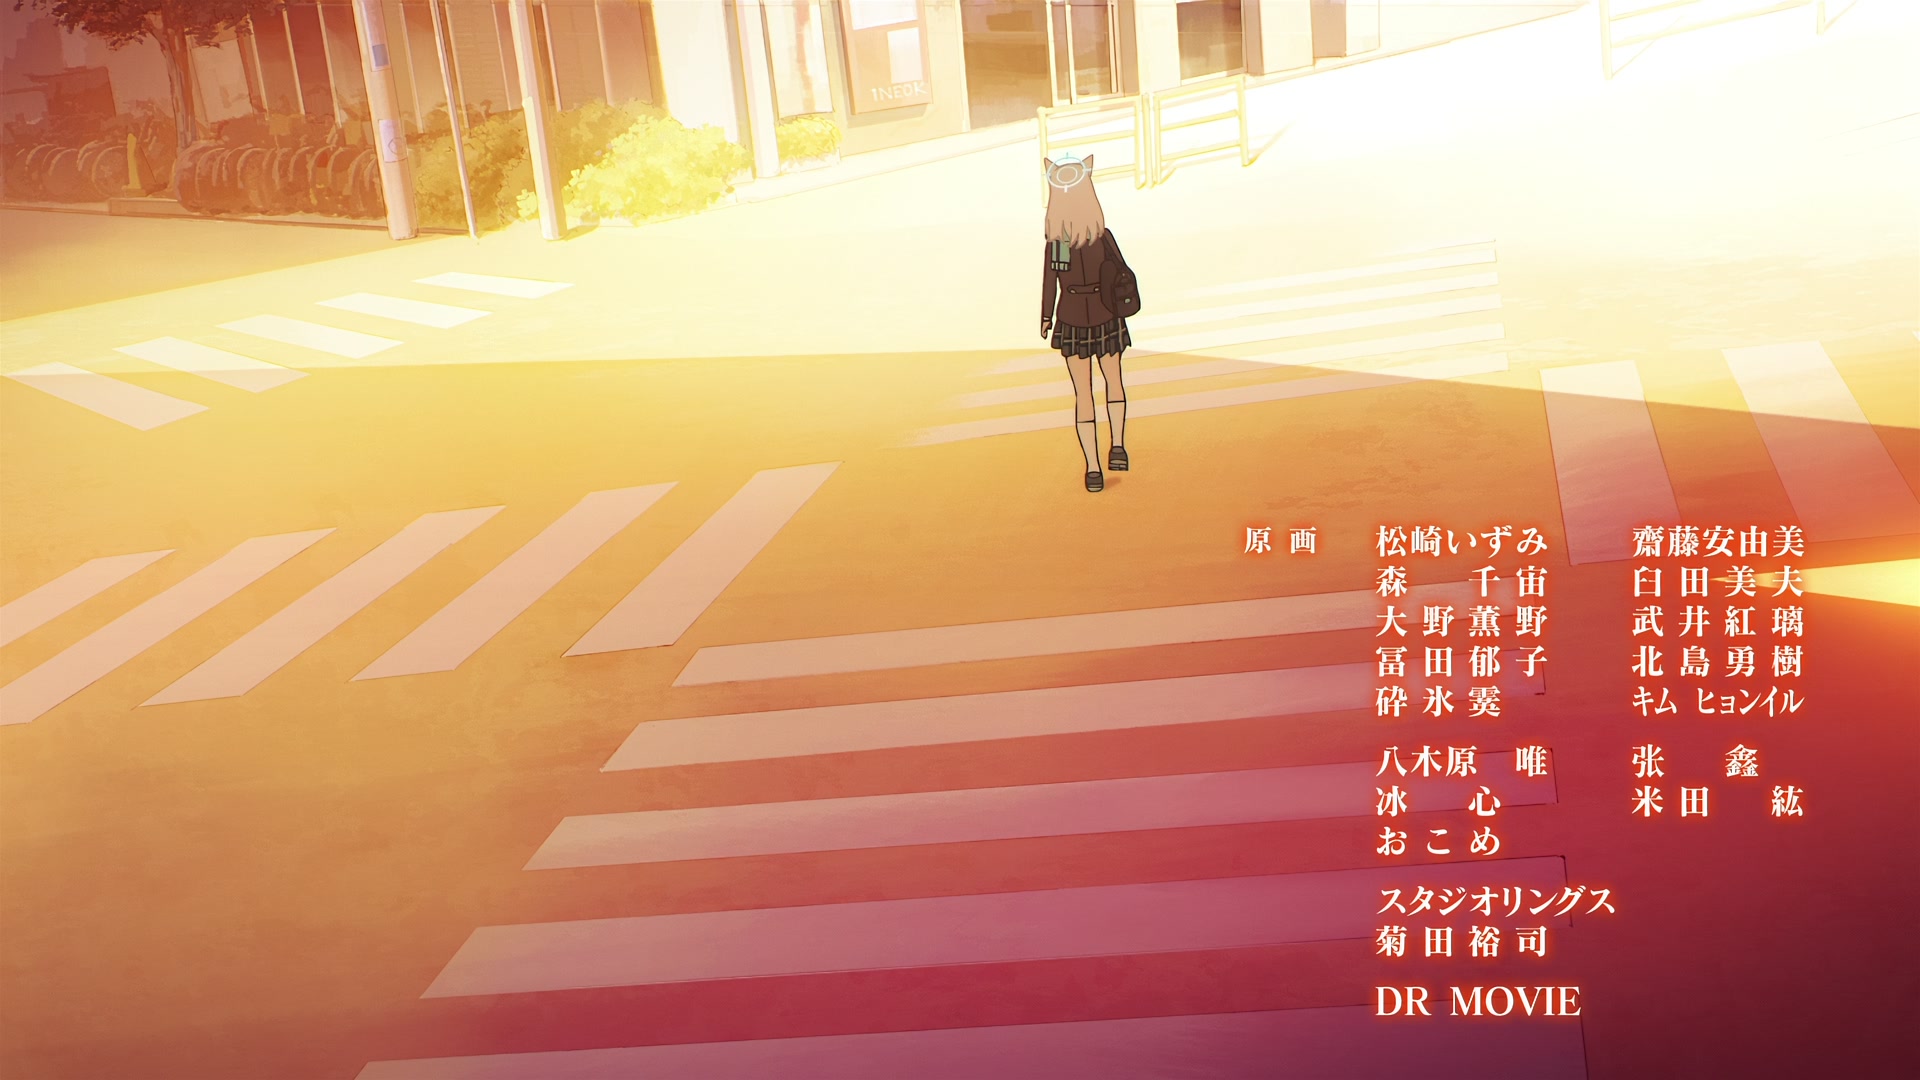 1NEOK
原画
松崎いずみ 齋藤安由美
森千宙 臼田美夫
大野薫野 武井紅璃
冨田郁子 北島勇樹
砕氷霙 キム ヒョンイル
八木原 唯 张鑫
冰心 米田紘
おこめ
スタジオリングス
菊田裕司
DR MOVIE